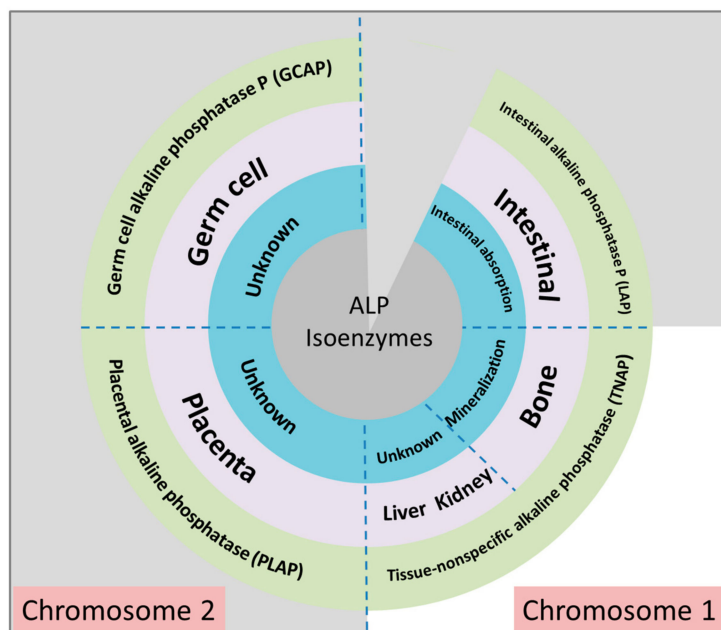 Germ cell alkaline phosphatase P (GCAP)
Germ cell
Unknown
Intestinal alkaline phosphatase P (LAP)
Intestinal
Intestinal absorption
ALP
Isoenzymes
Placental alkaline phosphatase (PLAP)
Placenta
Unknown
Mineralization
Bone
Unknown
Liver Kidney
Tissue-nonspecific alkaline phosphatase (TNAP)
Chromosome 2
Chromosome 1